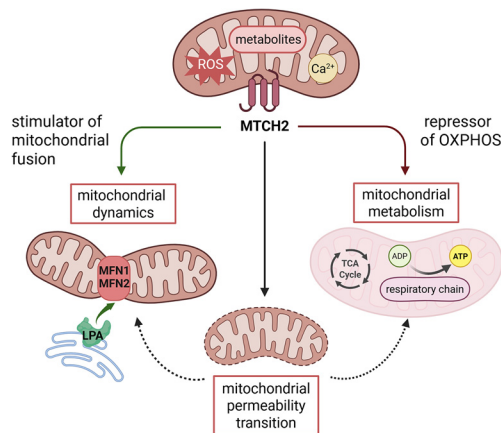 metabolites
ROS
Ca²⁺
MTCH2
stimulator of
mitochondrial
fusion
repressor
of OXPHOS
mitochondrial
dynamics
mitochondrial
metabolism
MFN1
MFN2
LPA
TCA
Cycle
ADP
ATP
respiratory chain
mitochondrial
permeability
transition